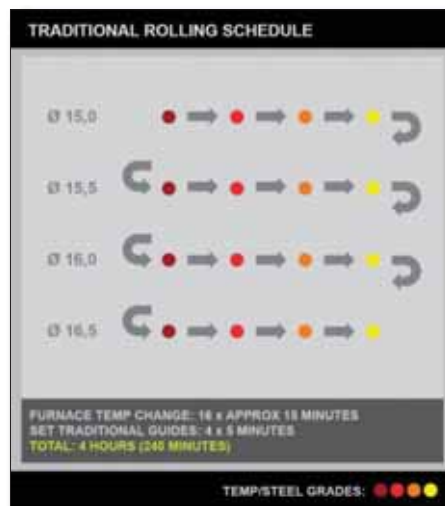 TRADITIONAL ROLLING SCHEDULE
Ø 15,0
Ø 15,5
Ø 16,0
Ø 16,5
FURNACE TEMP CHANGE: 16 x APPROX 15 MINUTES
SET TRADITIONAL GUIDES: 4 x 5 MINUTES
TOTAL: 4 HOURS (240 MINUTES)
TEMP/STEEL GRADES: